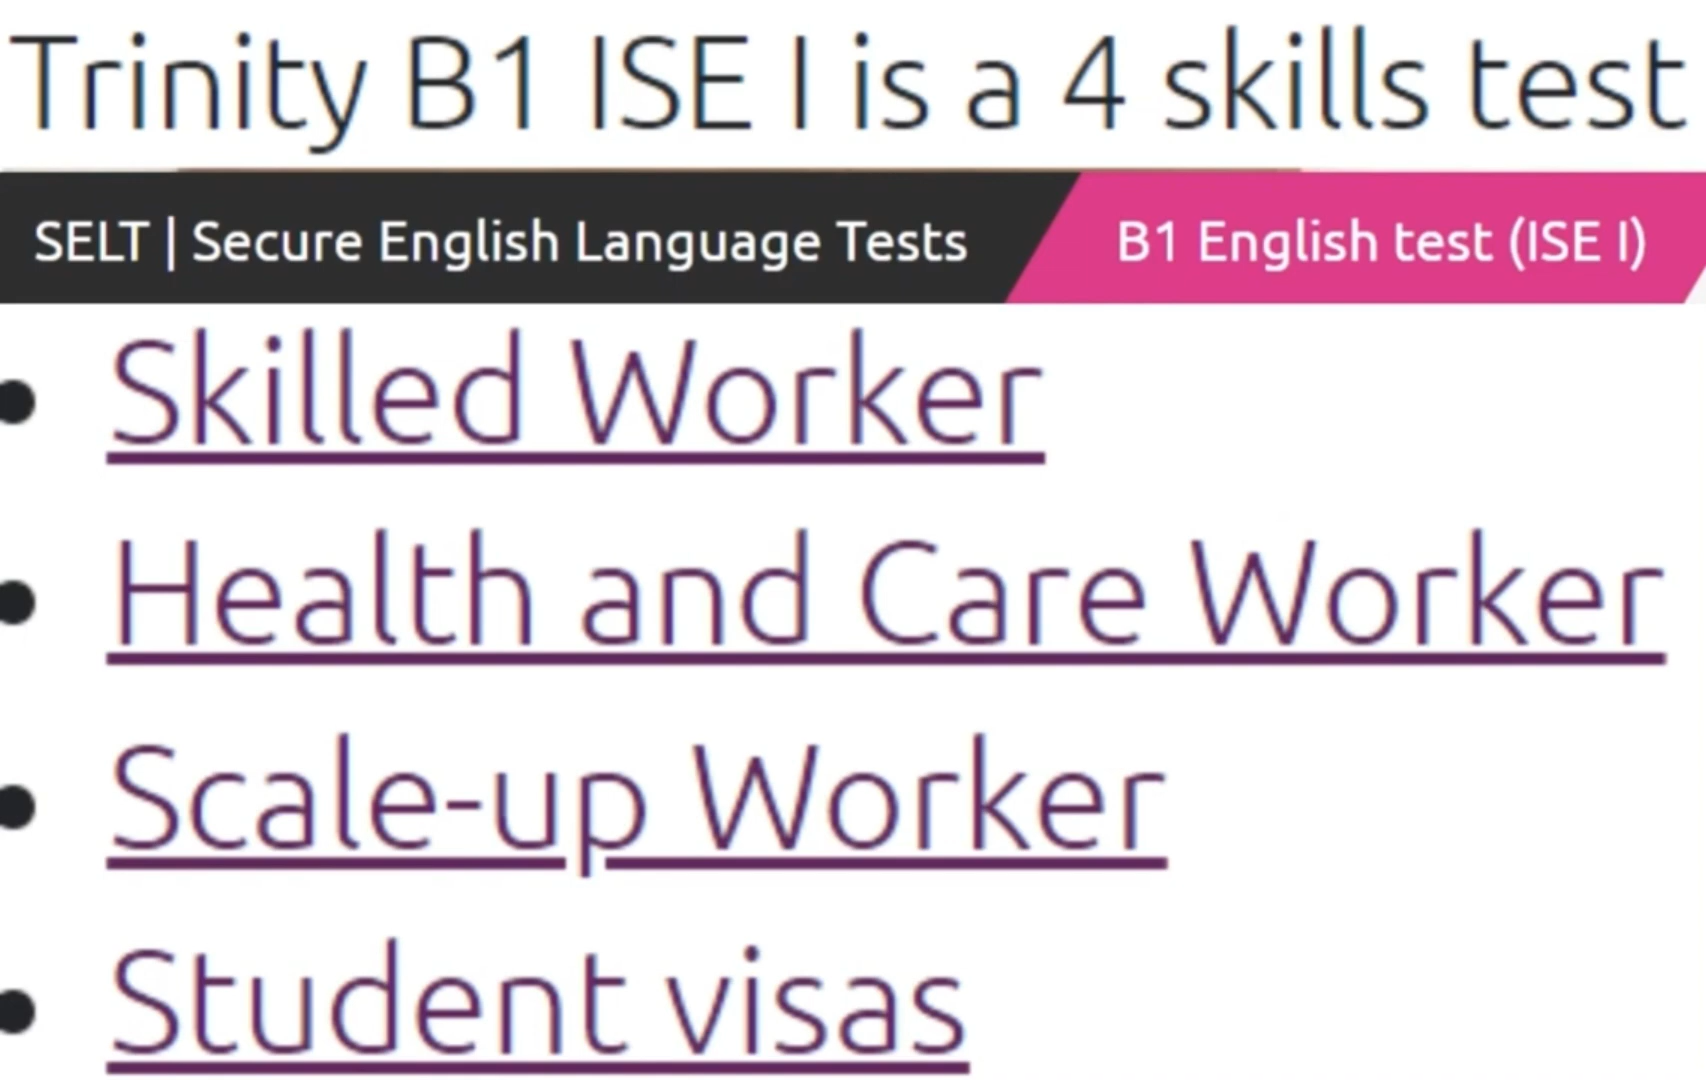 Trinity B1 ISE I is a 4 skills test
SELT | Secure English Language Tests B1 English test (ISE I)
• Skilled Worker
• Health and Care Worker
• Scale-up Worker
• Student visas